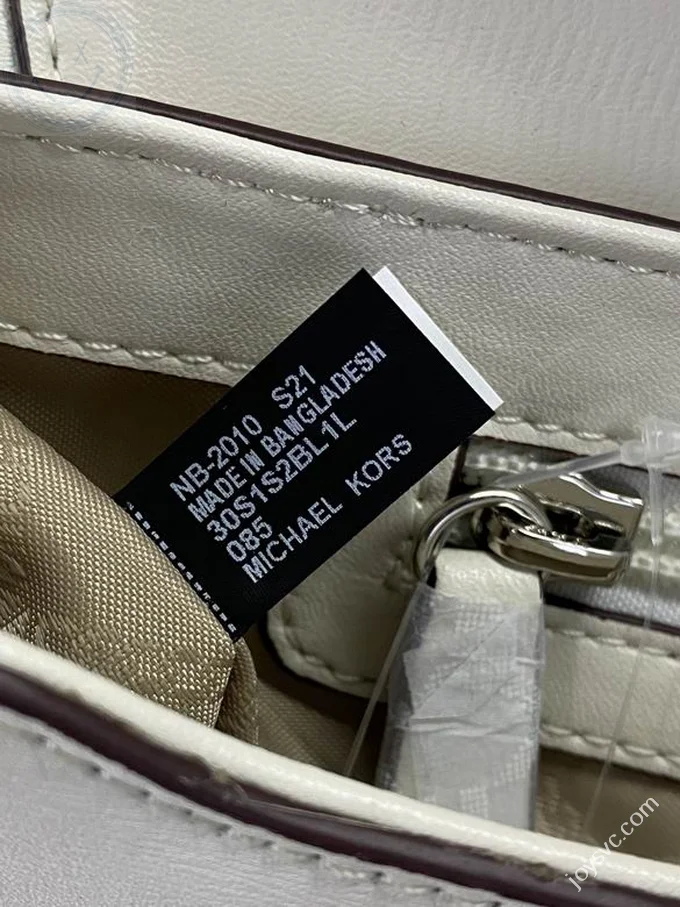 NB-2010 S21
MADE IN BANGLADESH
30S1S2BL1L
085
MICHAEL KORS
joysyc.com